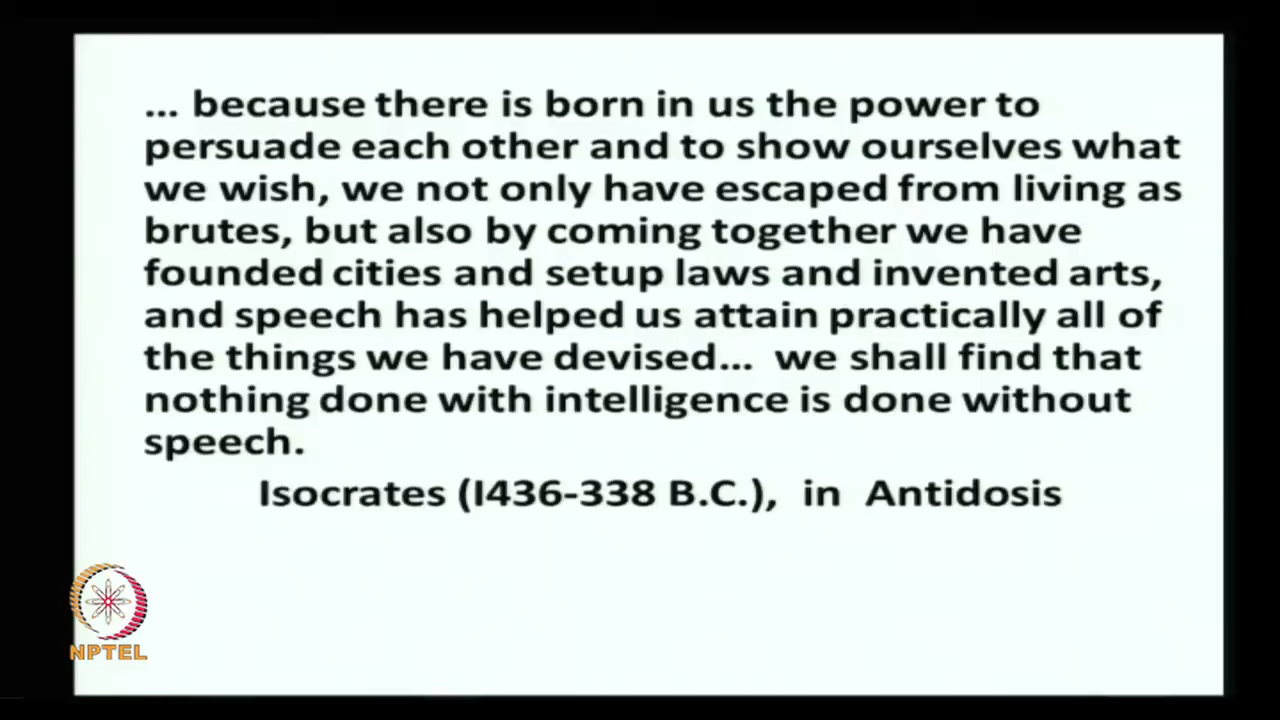 ... because there is born in us the power to
persuade each other and to show ourselves what
we wish, we not only have escaped from living as
brutes, but also by coming together we have
founded cities and setup laws and invented arts,
and speech has helped us attain practically all of
the things we have devised... we shall find that
nothing done with intelligence is done without
speech.
Isocrates (I436-338 B.C.), in Antidosis
NPTEL